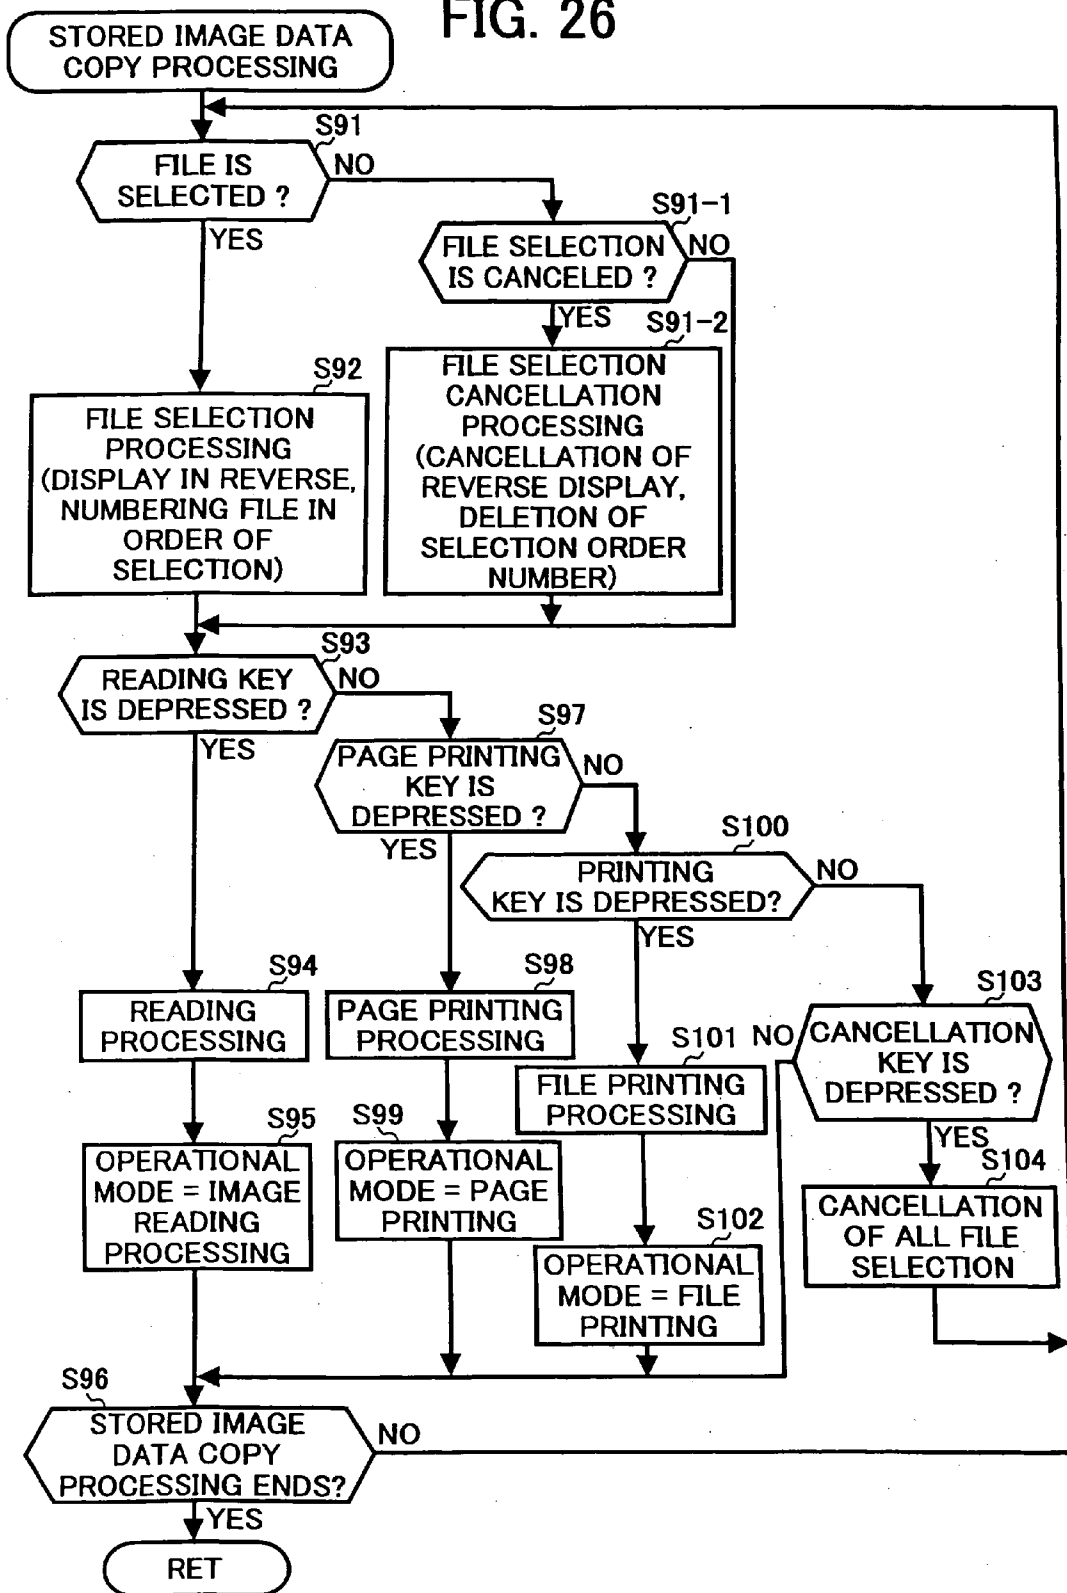 FIG. 26
STORED IMAGE DATA
COPY PROCESSING
S91
FILE IS
SELECTED ?
NO
YES
S91-1
FILE SELECTION
IS CANCELED ?
NO
YES
S91-2
FILE SELECTION
CANCELLATION
PROCESSING
(CANCELLATION OF
REVERSE DISPLAY,
DELETION OF
SELECTION ORDER
NUMBER)
S92
FILE SELECTION
PROCESSING
(DISPLAY IN REVERSE,
NUMBERING FILE IN
ORDER OF
SELECTION)
S93
READING KEY
IS DEPRESSED ?
NO
YES
S97
PAGE PRINTING
KEY IS
DEPRESSED ?
NO
YES
S100
PRINTING
KEY IS DEPRESSED?
NO
YES
S94
READING
PROCESSING
S98
PAGE PRINTING
PROCESSING
S101
FILE PRINTING
PROCESSING
S103
CANCELLATION
KEY IS
DEPRESSED ?
NO
YES
S95
OPERATIONAL
MODE = IMAGE
READING
PROCESSING
S99
OPERATIONAL
MODE = PAGE
PRINTING
S102
OPERATIONAL
MODE = FILE
PRINTING
S104
CANCELLATION
OF ALL FILE
SELECTION
S96
STORED IMAGE
DATA COPY
PROCESSING ENDS?
NO
YES
RET